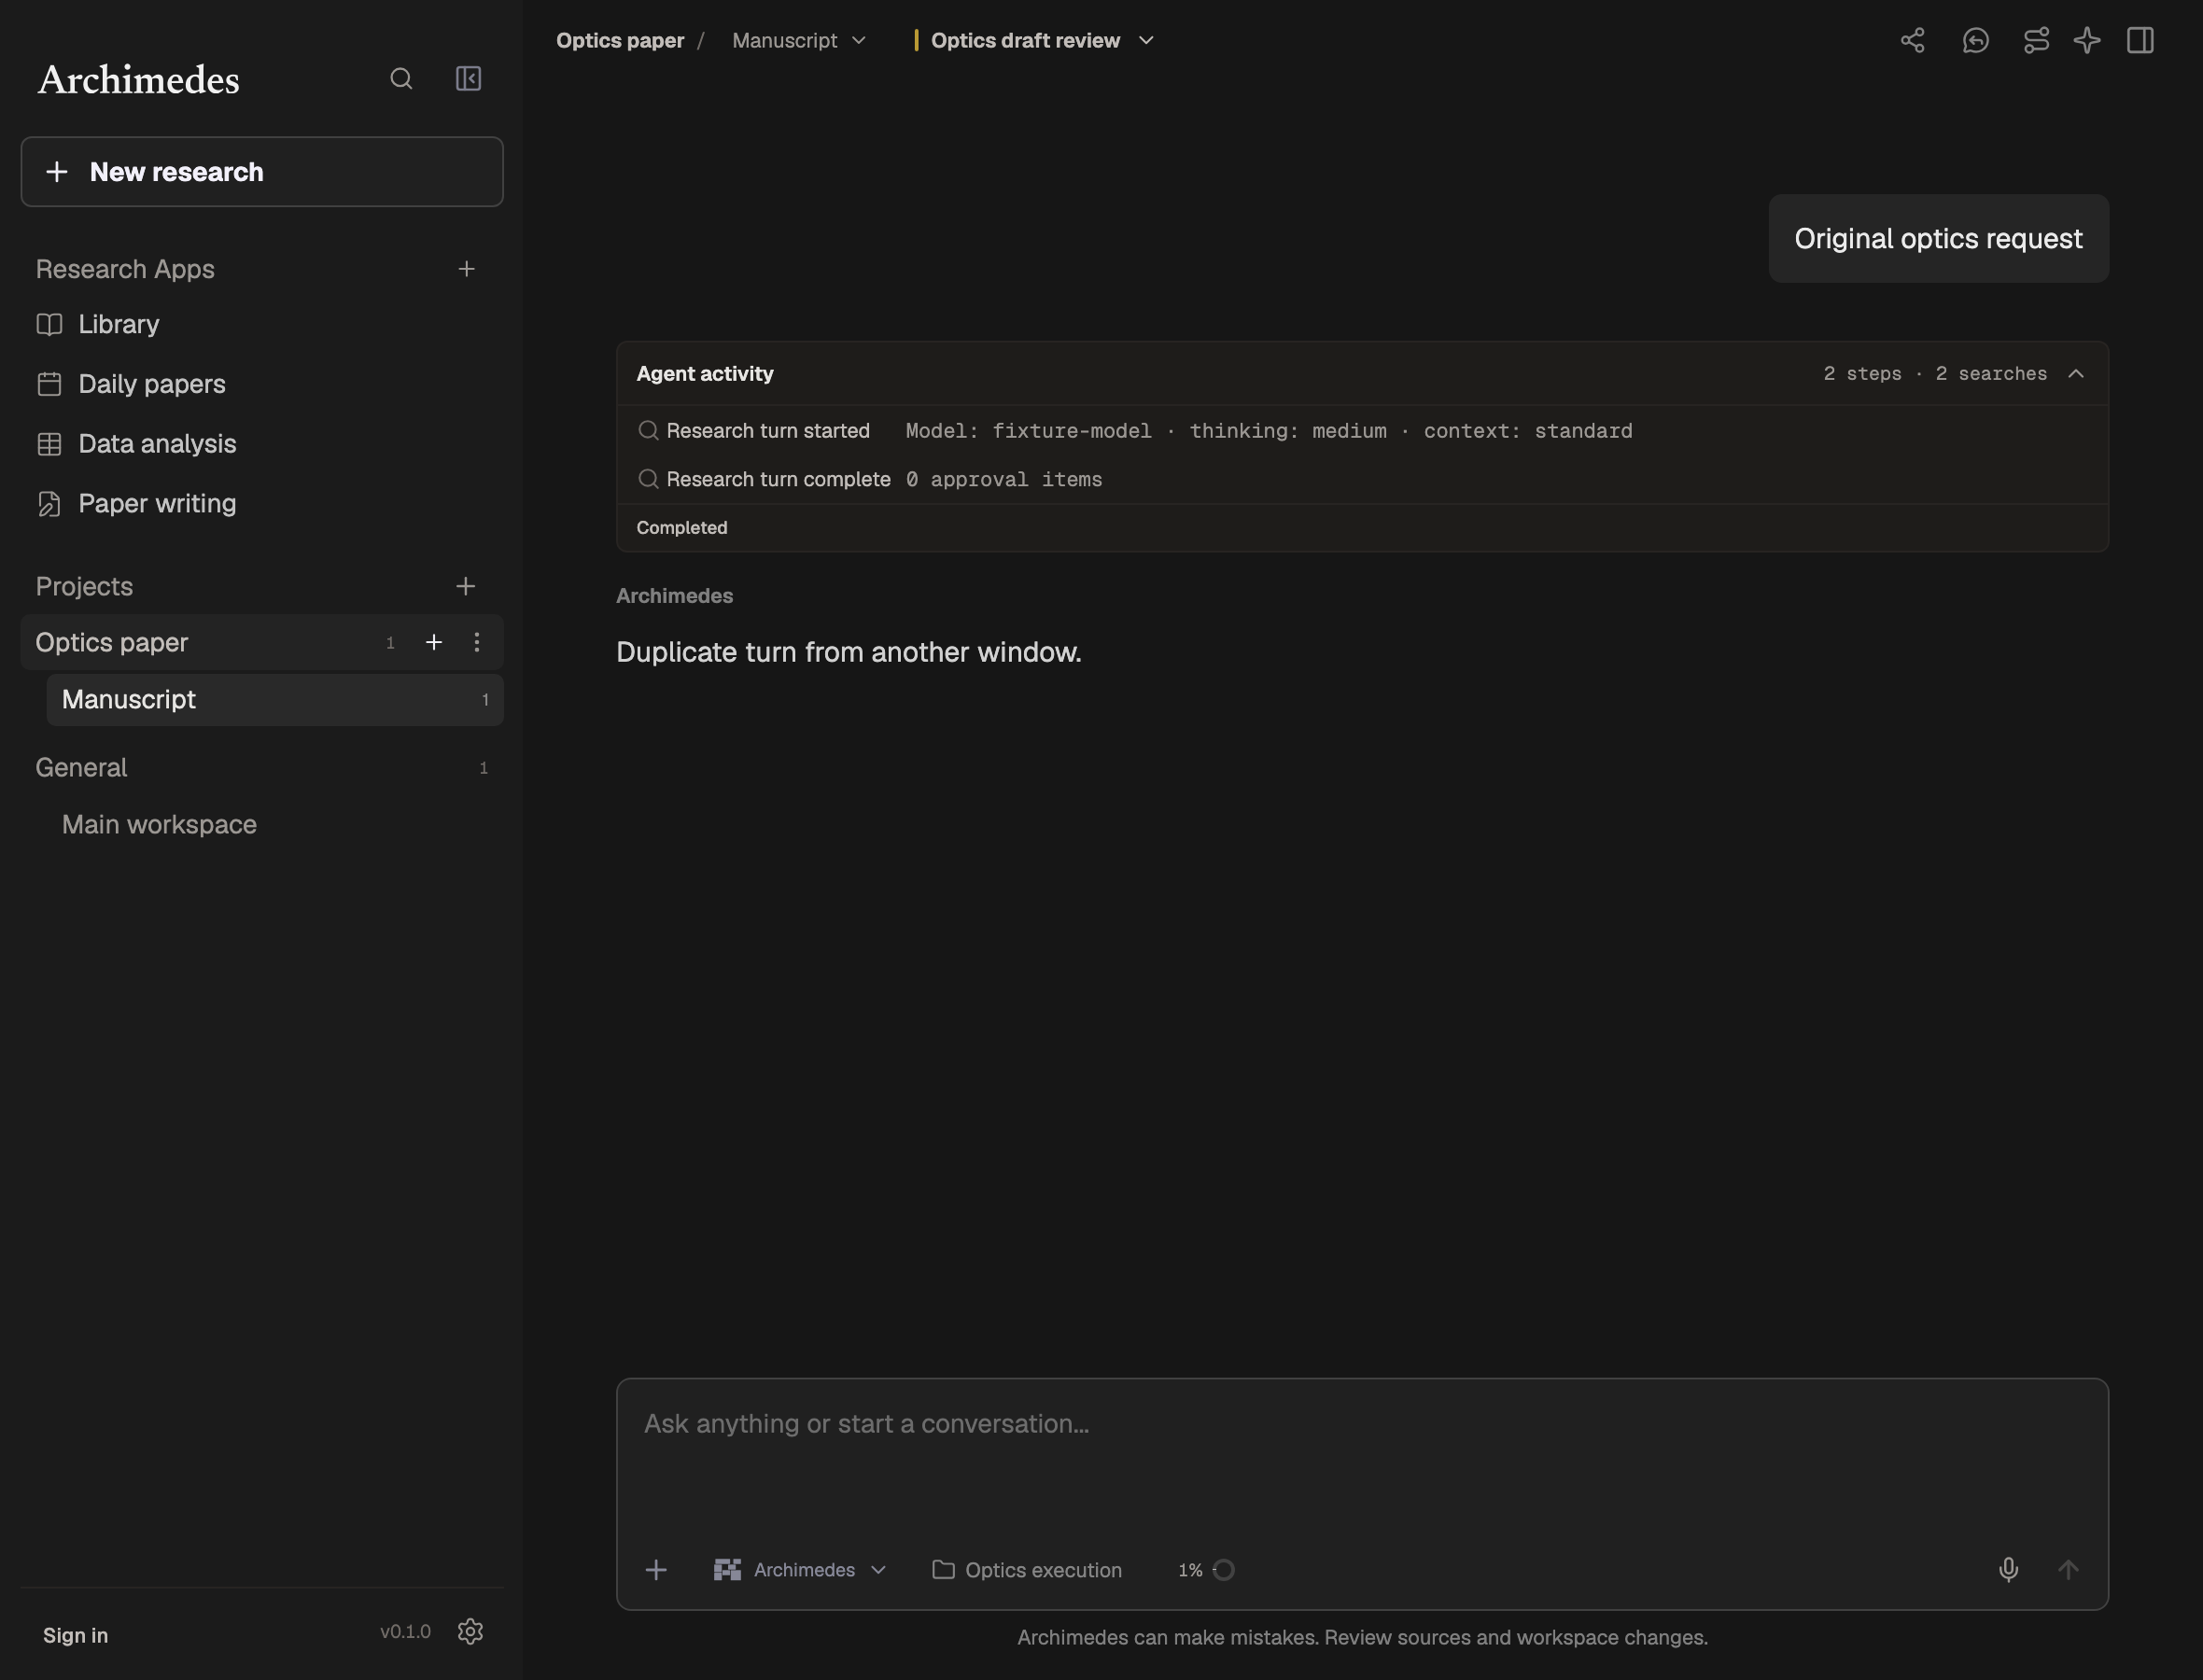 Archimedes
New research
Research Apps
Library
Daily papers
Data analysis
Paper writing
Projects
Optics paper 1
Manuscript 1
General 1
Main workspace
Sign in v0.1.0
Optics paper / Manuscript Optics draft review
Original optics request
Agent activity 2 steps · 2 searches
Research turn started Model: fixture-model · thinking: medium · context: standard
Research turn complete 0 approval items
Completed
Archimedes
Duplicate turn from another window.
Ask anything or start a conversation...
Archimedes Optics execution 1%
Archimedes can make mistakes. Review sources and workspace changes.